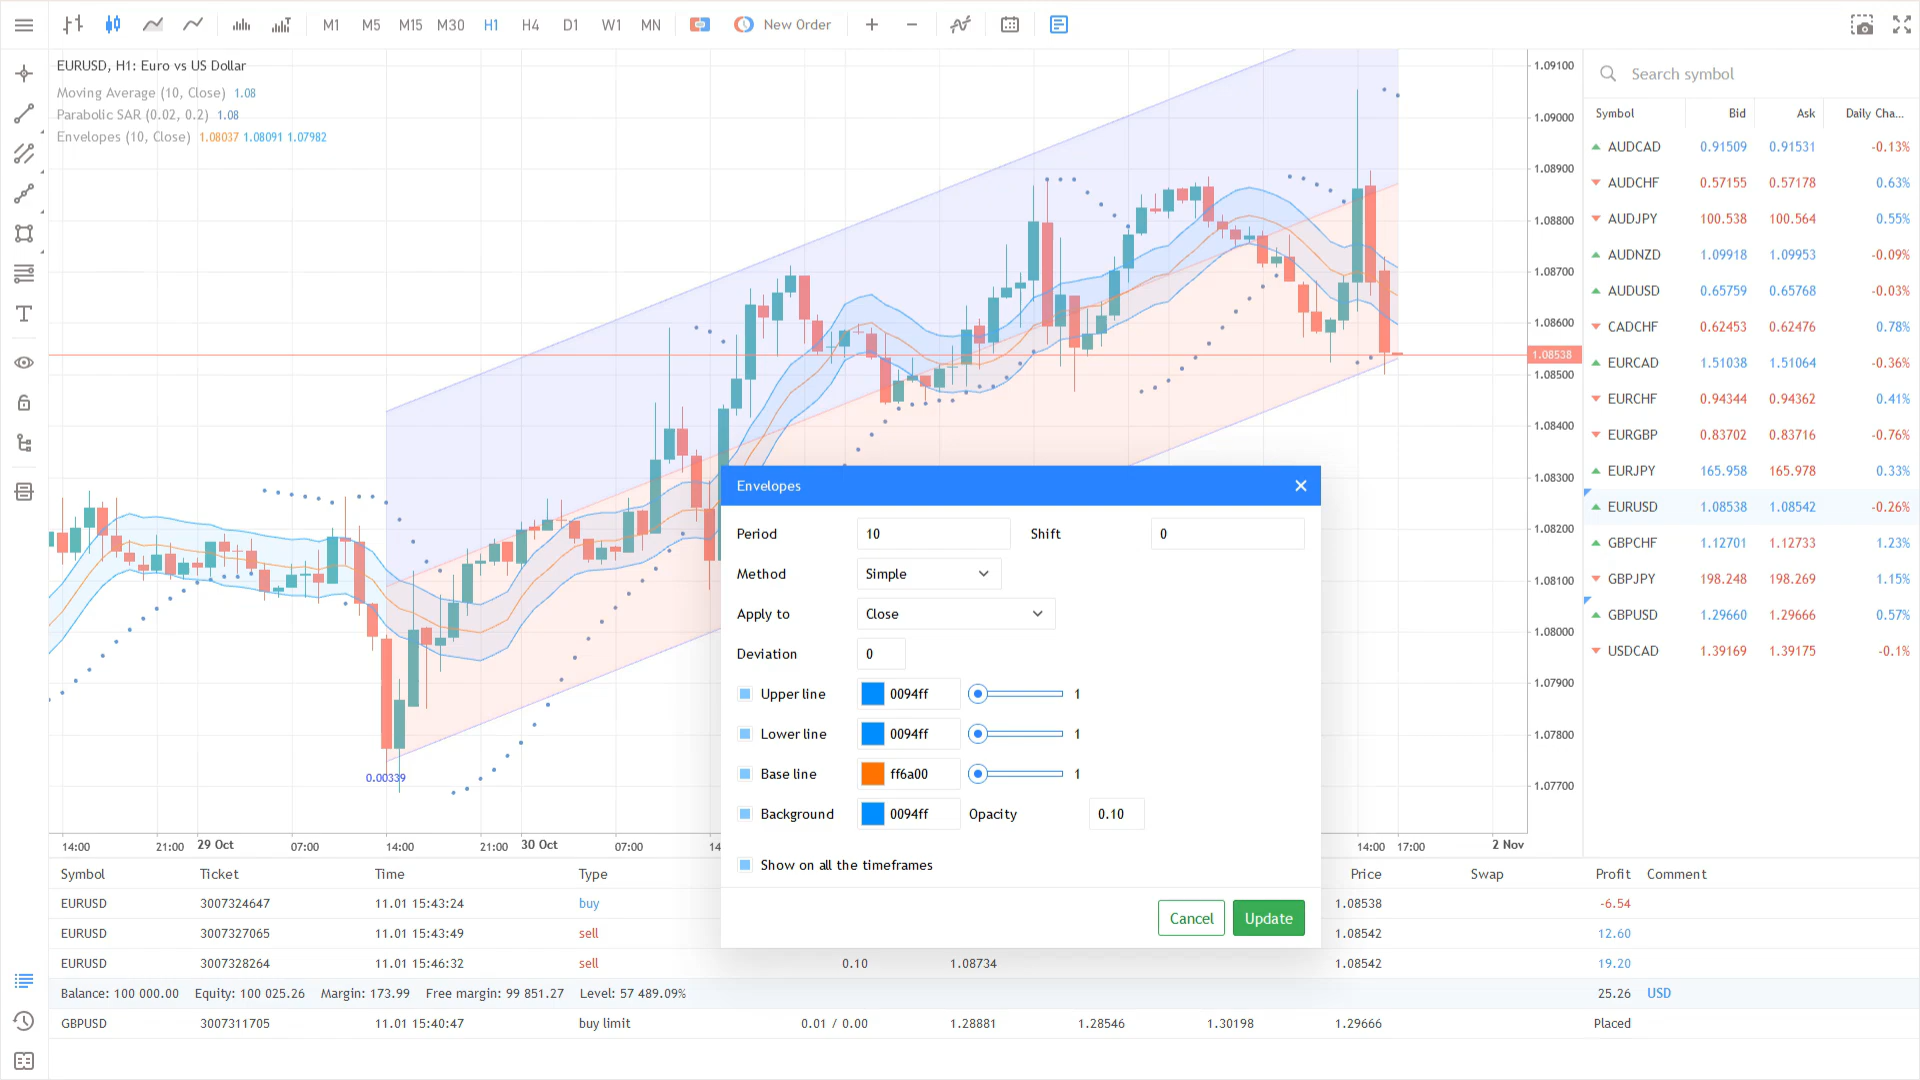 M1 M5 M15 M30 H1 H4 D1 W1 MN New Order
EURUSD, H1: Euro vs US Dollar
Moving Average (10, Close) 1.08
Parabolic SAR (0.02, 0.2) 1.08
Envelopes (10, Close) 1.08037 1.08091 1.07982
1.09100
1.09000
1.08900
1.08800
1.08700
1.08600
1.08538
1.08500
1.08400
1.08300
1.08200
1.08100
1.08000
1.07900
1.07800
1.07700
0.00339
14:00 21:00 29 Oct 07:00 14:00 21:00 30 Oct 07:00 14 14:00 17:00 2 Nov
Search symbol
Symbol Bid Ask Daily Cha...
AUDCAD 0.91509 0.91531 -0.13%
AUDCHF 0.57155 0.57178 0.63%
AUDJPY 100.538 100.564 0.55%
AUDNZD 1.09918 1.09953 -0.09%
AUDUSD 0.65759 0.65768 -0.03%
CADCHF 0.62453 0.62476 0.78%
EURCAD 1.51038 1.51064 -0.36%
EURCHF 0.94344 0.94362 0.41%
EURGBP 0.83702 0.83716 -0.76%
EURJPY 165.958 165.978 0.33%
EURUSD 1.08538 1.08542 -0.26%
GBPCHF 1.12701 1.12733 1.23%
GBPJPY 198.248 198.269 1.15%
GBPUSD 1.29660 1.29666 0.57%
USDCAD 1.39169 1.39175 -0.1%
Envelopes
Period 10 Shift 0
Method Simple
Apply to Close
Deviation 0
Upper line 0094ff 1
Lower line 0094ff 1
Base line ff6a00 1
Background 0094ff Opacity 0.10
Show on all the timeframes
Cancel Update
Symbol Ticket Time Type Price Swap Profit Comment
EURUSD 3007324647 11.01 15:43:24 buy 1.08538 -6.54
EURUSD 3007327065 11.01 15:43:49 sell 1.08542 12.60
EURUSD 3007328264 11.01 15:46:32 sell 0.10 1.08734 1.08542 19.20
Balance: 100 000.00 Equity: 100 025.26 Margin: 173.99 Free margin: 99 851.27 Level: 57 489.09% 25.26 USD
GBPUSD 3007311705 11.01 15:40:47 buy limit 0.01 / 0.00 1.28881 1.28546 1.30198 1.29666 Placed